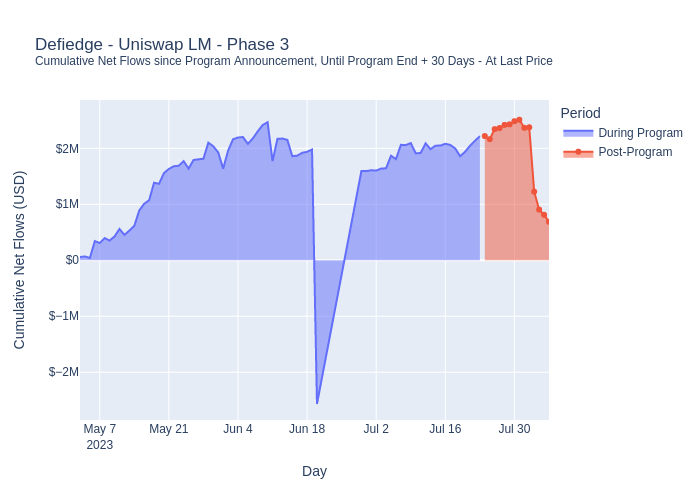 Defiedge - Uniswap LM - Phase 3
Cumulative Net Flows since Program Announcement, Until Program End + 30 Days - At Last Price
Period
During Program
Post-Program
Cumulative Net Flows (USD)
$2M
$1M
$0
$−1M
$−2M
May 7
2023
May 21
Jun 4
Jun 18
Jul 2
Jul 16
Jul 30
Day